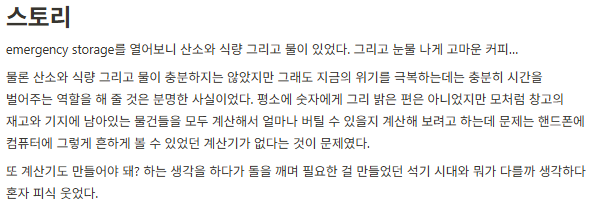 스토리
emergency storage를 열어보니 산소와 식량 그리고 물이 있었다. 그리고 눈물 나게 고마운 커피...
물론 산소와 식량 그리고 물이 충분하지는 않았지만 그래도 지금의 위기를 극복하는데는 충분히 시간을
벌어주는 역할을 해 줄 것은 분명한 사실이었다. 평소에 숫자에게 그리 밝은 편은 아니었지만 모처럼 창고의
재고와 기지에 남아있는 물건들을 모두 계산해서 얼마나 버틸 수 있을지 계산해 보려고 하는데 문제는 핸드폰에
컴퓨터에 그렇게 흔하게 볼 수 있었던 계산기가 없다는 것이 문제였다.
또 계산기도 만들어야 돼? 하는 생각을 하다가 돌을 깨며 필요한 걸 만들었던 석기 시대와 뭐가 다를까 생각하다
혼자 피식 웃었다.